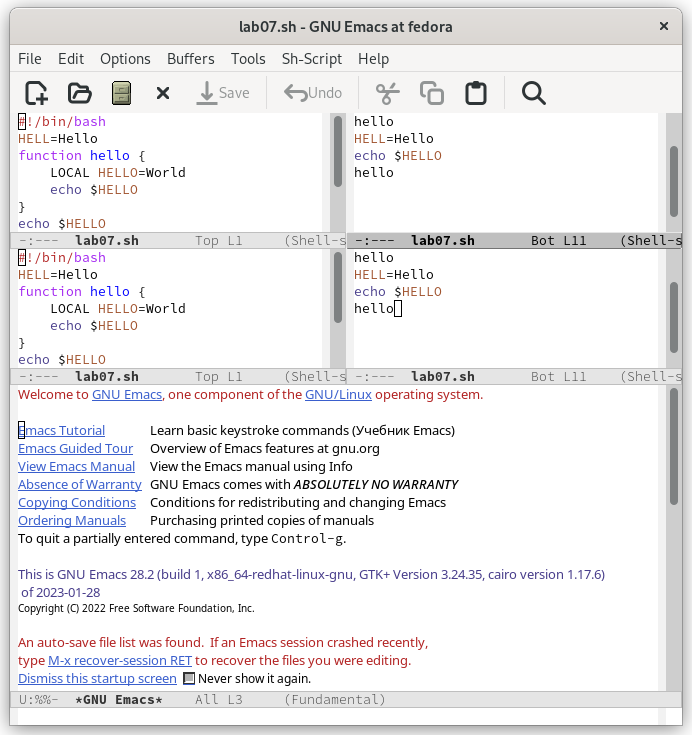 lab07.sh - GNU Emacs at fedora
File Edit Options Buffers Tools Sh-Script Help
Save Undo
#!/bin/bash
HELL=Hello
function hello {
LOCAL HELLO=World
echo $HELLO
}
echo $HELLO
-:--- lab07.sh Top L1 (Shell-s
hello
HELL=Hello
echo $HELLO
hello
-:--- lab07.sh Bot L11 (Shell-s
#!/bin/bash
HELL=Hello
function hello {
LOCAL HELLO=World
echo $HELLO
}
echo $HELLO
-:--- lab07.sh Top L1 (Shell-s
hello
HELL=Hello
echo $HELLO
hello
-:--- lab07.sh Bot L11 (Shell-s
Welcome to GNU Emacs, one component of the GNU/Linux operating system.
Emacs Tutorial Learn basic keystroke commands (Учебник Emacs)
Emacs Guided Tour Overview of Emacs features at gnu.org
View Emacs Manual View the Emacs manual using Info
Absence of Warranty GNU Emacs comes with ABSOLUTELY NO WARRANTY
Copying Conditions Conditions for redistributing and changing Emacs
Ordering Manuals Purchasing printed copies of manuals
To quit a partially entered command, type Control-g.
This is GNU Emacs 28.2 (build 1, x86_64-redhat-linux-gnu, GTK+ Version 3.24.35, cairo version 1.17.6)
of 2023-01-28
Copyright (C) 2022 Free Software Foundation, Inc.
An auto-save file list was found. If an Emacs session crashed recently,
type M-x recover-session RET to recover the files you were editing.
Dismiss this startup screen Never show it again.
U:%%- *GNU Emacs* All L3 (Fundamental)